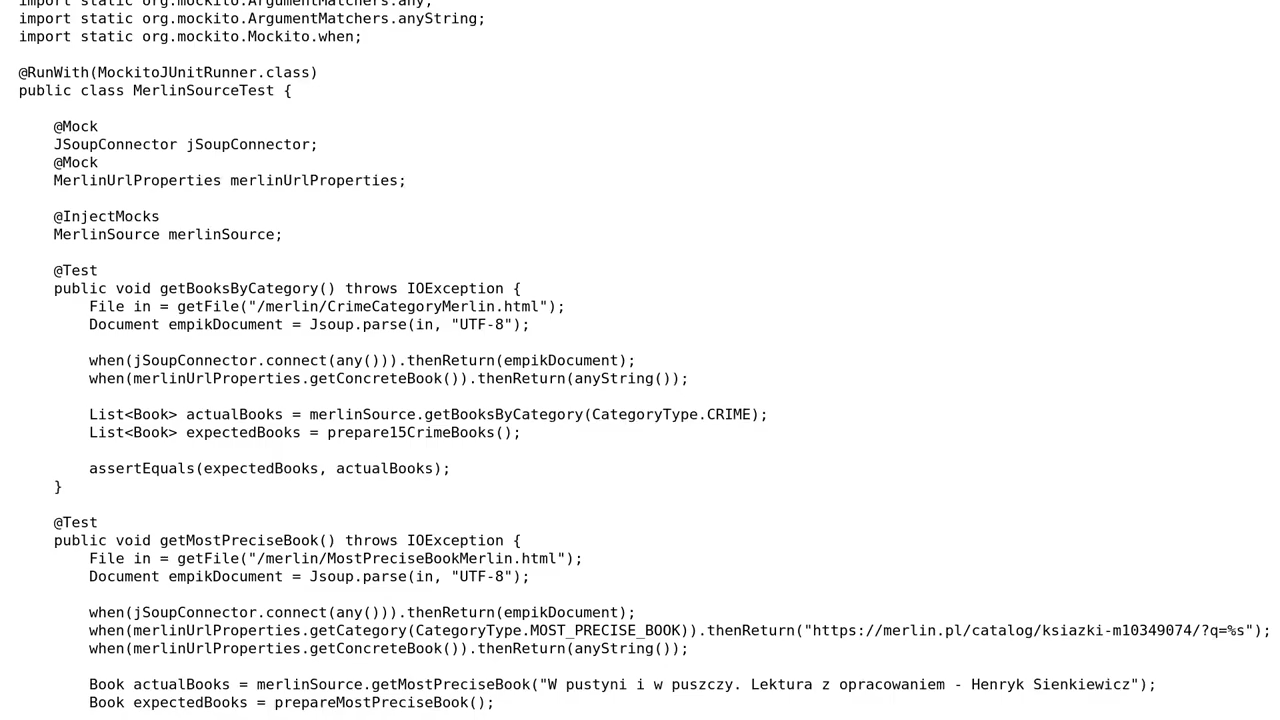 import static org.mockito.ArgumentMatchers.any;
import static org.mockito.ArgumentMatchers.anyString;
import static org.mockito.Mockito.when;
@RunWith(MockitoJUnitRunner.class)
public class MerlinSourceTest {
@Mock
JSoupConnector jSoupConnector;
@Mock
MerlinUrlProperties merlinUrlProperties;
@InjectMocks
MerlinSource merlinSource;
@Test
public void getBooksByCategory() throws IOException {
File in = getFile("/merlin/CrimeCategoryMerlin.html");
Document empikDocument = Jsoup.parse(in, "UTF-8");
when(jSoupConnector.connect(any())).thenReturn(empikDocument);
when(merlinUrlProperties.getConcreteBook()).thenReturn(anyString());
List<Book> actualBooks = merlinSource.getBooksByCategory(CategoryType.CRIME);
List<Book> expectedBooks = prepare15CrimeBooks();
assertEquals(expectedBooks, actualBooks);
}
@Test
public void getMostPreciseBook() throws IOException {
File in = getFile("/merlin/MostPreciseBookMerlin.html");
Document empikDocument = Jsoup.parse(in, "UTF-8");
when(jSoupConnector.connect(any())).thenReturn(empikDocument);
when(merlinUrlProperties.getCategory(CategoryType.MOST_PRECISE_BOOK)).thenReturn("https://merlin.pl/catalog/ksiazki-m10349074/?q=%s");
when(merlinUrlProperties.getConcreteBook()).thenReturn(anyString());
Book actualBooks = merlinSource.getMostPreciseBook("W pustyni i w puszczy. Lektura z opracowaniem - Henryk Sienkiewicz");
Book expectedBooks = prepareMostPreciseBook();